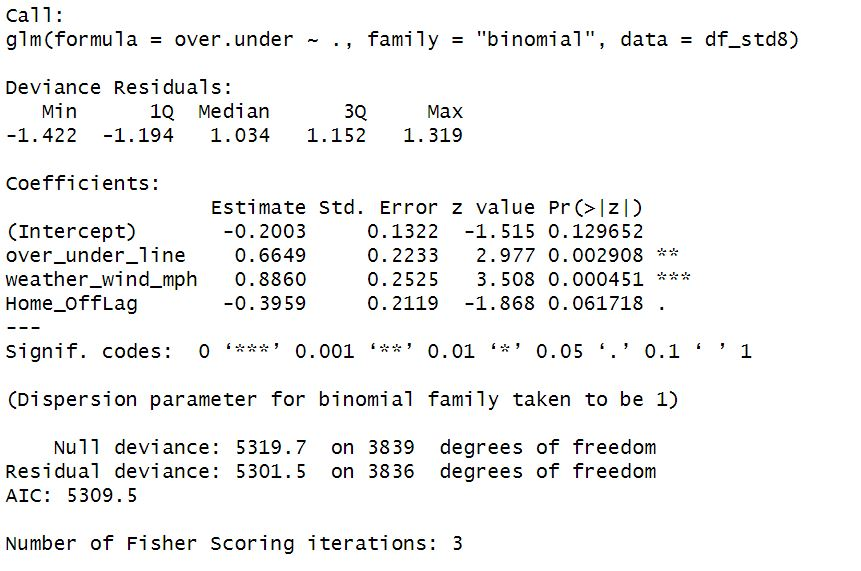 Call:
glm(formula = over.under ~ ., family = "binomial", data = df_std8)
Deviance Residuals:
Min 1Q Median 3Q Max
-1.422 -1.194 1.034 1.152 1.319
Coefficients:
Estimate Std. Error z value Pr(>|z|)
(Intercept) -0.2003 0.1322 -1.515 0.129652
over_under_line 0.6649 0.2233 2.977 0.002908 **
weather_wind_mph 0.8860 0.2525 3.508 0.000451 ***
Home_OffLag -0.3959 0.2119 -1.868 0.061718 .
---
Signif. codes: 0 ‘***’ 0.001 ‘**’ 0.01 ‘*’ 0.05 ‘.’ 0.1 ‘ ’ 1
(Dispersion parameter for binomial family taken to be 1)
Null deviance: 5319.7 on 3839 degrees of freedom
Residual deviance: 5301.5 on 3836 degrees of freedom
AIC: 5309.5
Number of Fisher Scoring iterations: 3